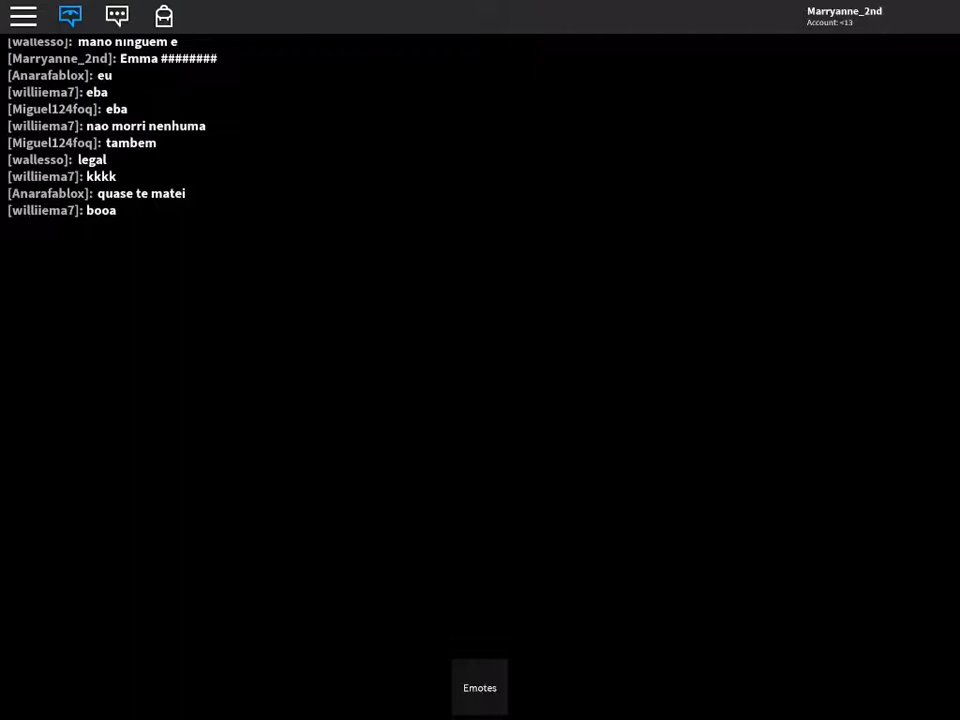 Marryanne_2nd
Account: <13
[wallesso]: mano ninguem e
[Marryanne_2nd]: Emma ########
[Anarafablox]: eu
[williiema7]: eba
[Miguel124foq]: eba
[williiema7]: nao morri nenhuma
[Miguel124foq]: tambem
[wallesso]: legal
[williiema7]: kkkk
[Anarafablox]: quase te matei
[williiema7]: booa
Emotes